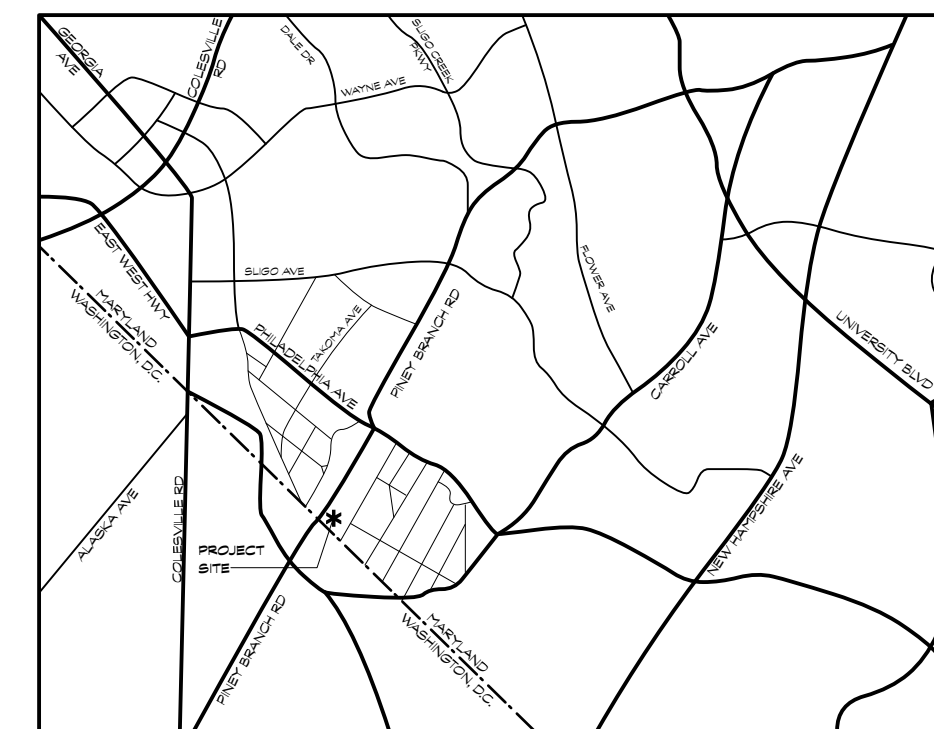 GEORGIA
AVE
COLESVILLE
RD
DALE DR
SLIGO CREEK
PKWY
WAYNE AVE
EAST WEST HWY
SLIGO AVE
FLOWER AVE
MARYLAND
WASHINGTON, D.C.
PHILADELPHIA AVE
TAKOMA AVE
PINEY BRANCH RD
CARROLL AVE
UNIVERSITY BLVD
ALASKA AVE
COLESVILLE RD
NEW HAMPSHIRE AVE
PROJECT
SITE
PINEY BRANCH RD
MARYLAND
WASHINGTON, D.C.